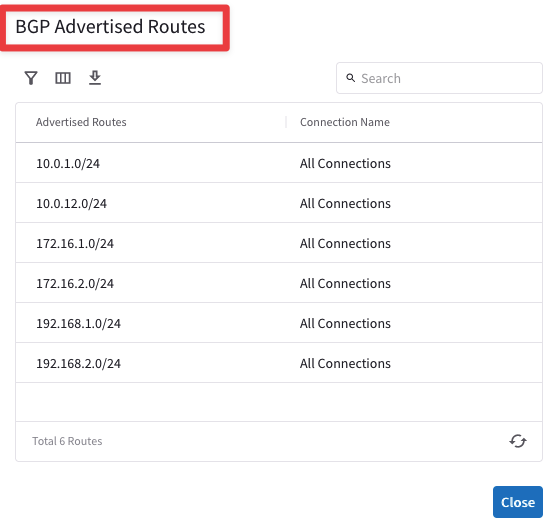 BGP Advertised Routes
Search
Advertised Routes Connection Name
10.0.1.0/24 All Connections
10.0.12.0/24 All Connections
172.16.1.0/24 All Connections
172.16.2.0/24 All Connections
192.168.1.0/24 All Connections
192.168.2.0/24 All Connections
Total 6 Routes
Close